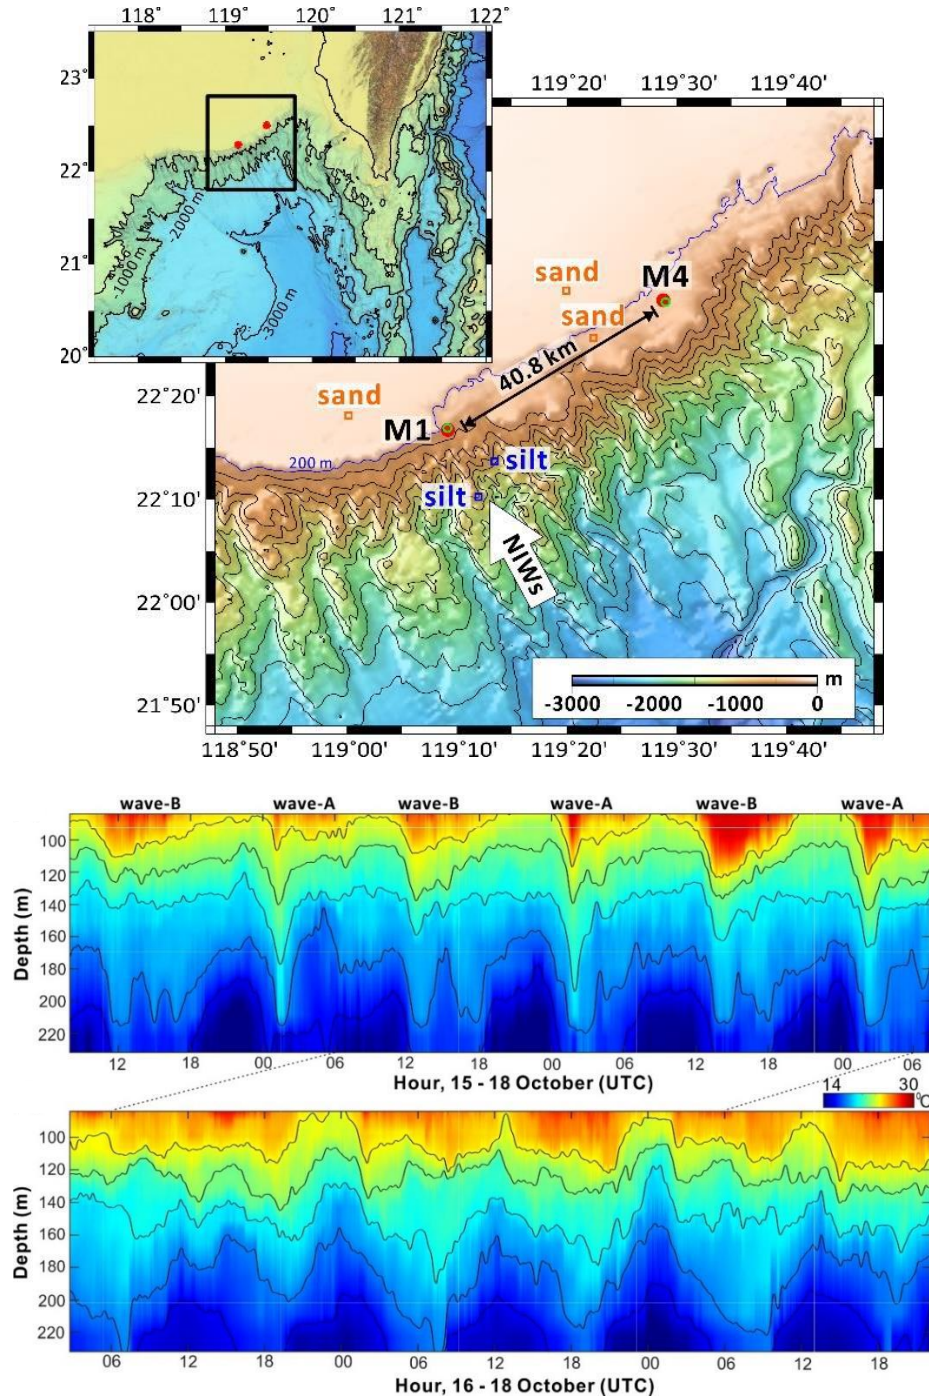 118° 119° 120° 121° 122°
23°
22°
21°
20°
-1000 m
-2000 m
3000 m
119°20' 119°30' 119°40'
sand
M4
sand
40.8 km
22°20'
sand
M1
200 m
silt
22°10'
silt
NIWs
22°00'
21°50'
m
-3000 -2000 -1000 0
118°50' 119°00' 119°10' 119°20' 119°30' 119°40'
wave-B wave-A wave-B wave-A wave-B wave-A
Depth (m)
100
120
140
160
180
200
220
12 18 00 06 12 18 00 06 12 18 00 06
Hour, 15 - 18 October (UTC)
14 30 °C
Depth (m)
100
120
140
160
180
200
220
06 12 18 00 06 12 18 00 06 12 18
Hour, 16 - 18 October (UTC)